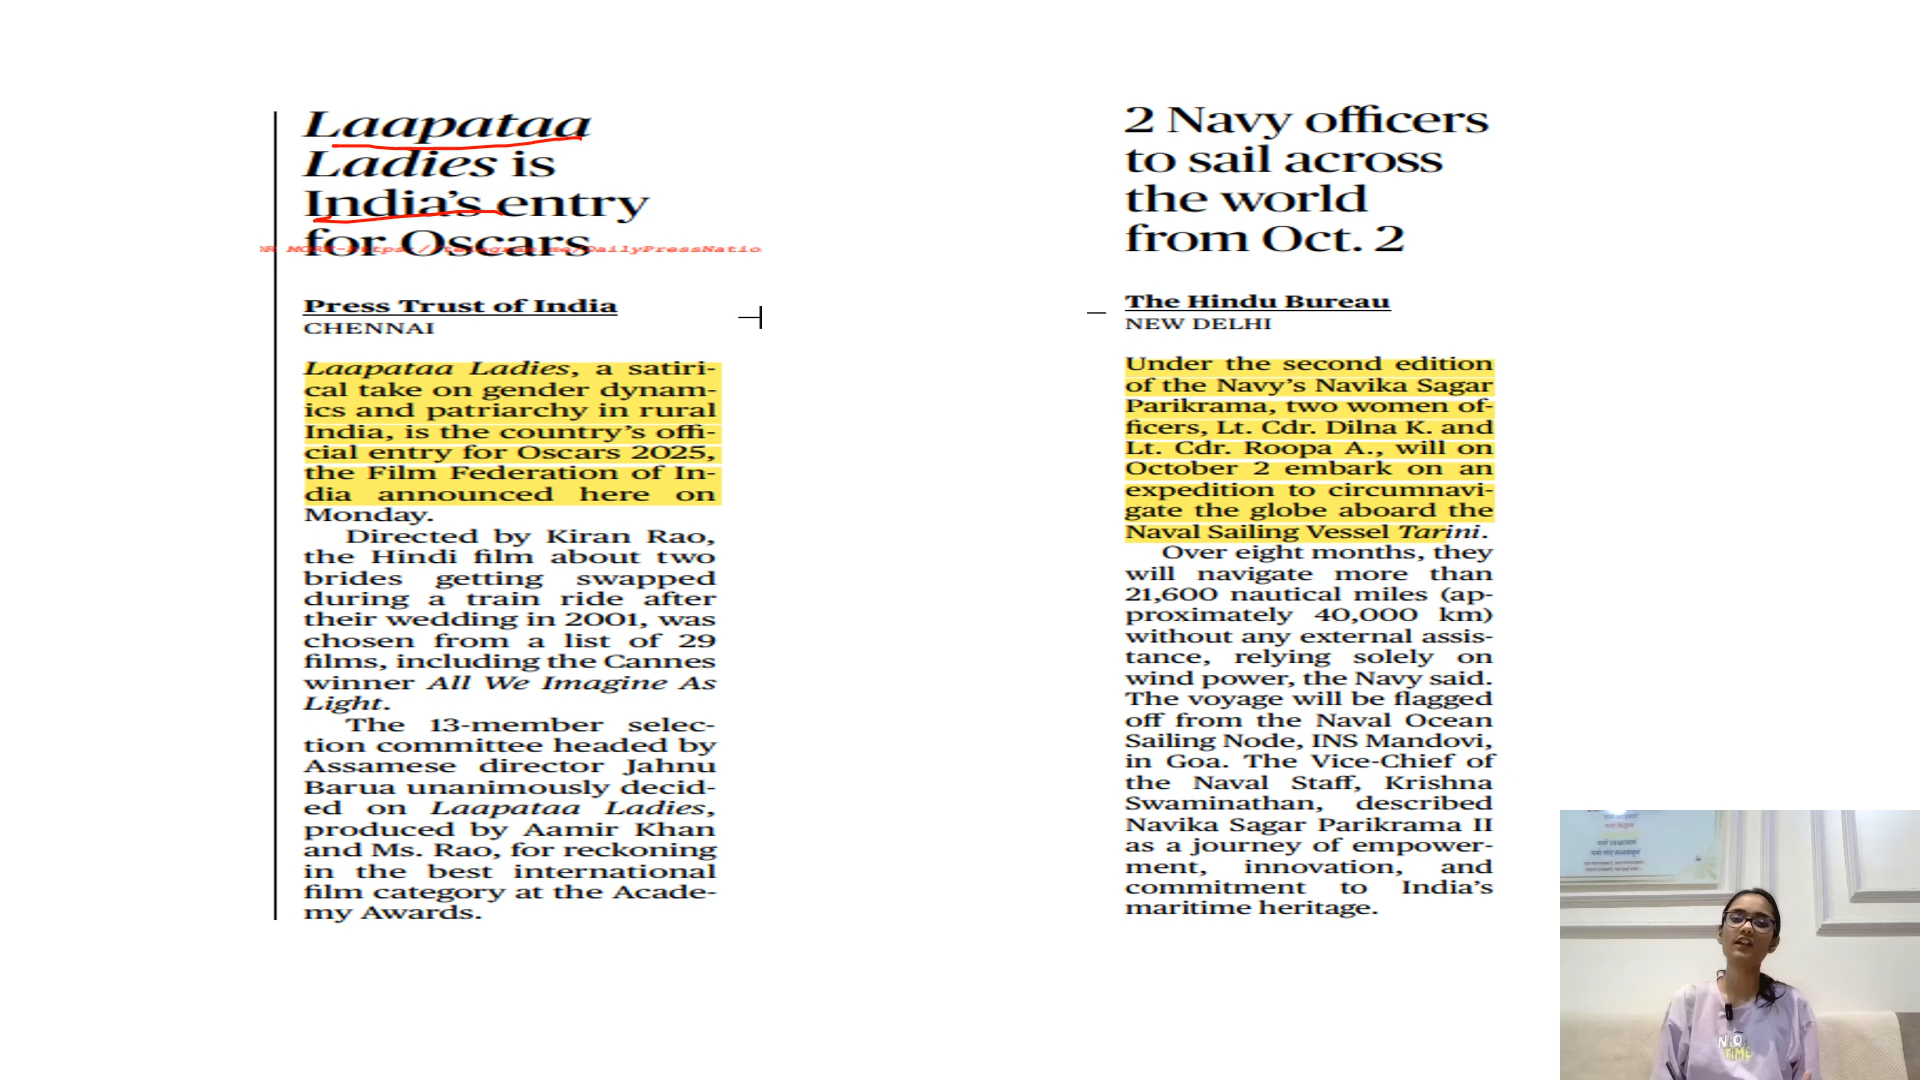 Laapataa
Ladies is
India's entry
for Oscars
Press Trust of India
CHENNAI
Laapataa Ladies, a satiri-
cal take on gender dynam-
ics and patriarchy in rural
India, is the country's offi-
cial entry for Oscars 2025,
the Film Federation of In-
dia announced here on
Monday.
Directed by Kiran Rao,
the Hindi film about two
brides getting swapped
during a train ride after
their wedding in 2001, was
chosen from a list of 29
films, including the Cannes
winner All We Imagine As
Light.
The 13-member selec-
tion committee headed by
Assamese director Jahnu
Barua unanimously decid-
ed on Laapataa Ladies,
produced by Aamir Khan
and Ms. Rao, for reckoning
in the best international
film category at the Acade-
my Awards.
2 Navy officers
to sail across
the world
from Oct. 2
The Hindu Bureau
NEW DELHI
Under the second edition
of the Navy's Navika Sagar
Parikrama, two women of-
ficers, Lt. Cdr. Dilna K. and
Lt. Cdr. Roopa A., will on
October 2 embark on an
expedition to circumnavi-
gate the globe aboard the
Naval Sailing Vessel Tarini.
Over eight months, they
will navigate more than
21,600 nautical miles (ap-
proximately 40,000 km)
without any external assis-
tance, relying solely on
wind power, the Navy said.
The voyage will be flagged
off from the Naval Ocean
Sailing Node, INS Mandovi,
in Goa. The Vice-Chief of
the Naval Staff, Krishna
Swaminathan, described
Navika Sagar Parikrama II
as a journey of empower-
ment, innovation, and
commitment to India's
maritime heritage.
NO
TIME